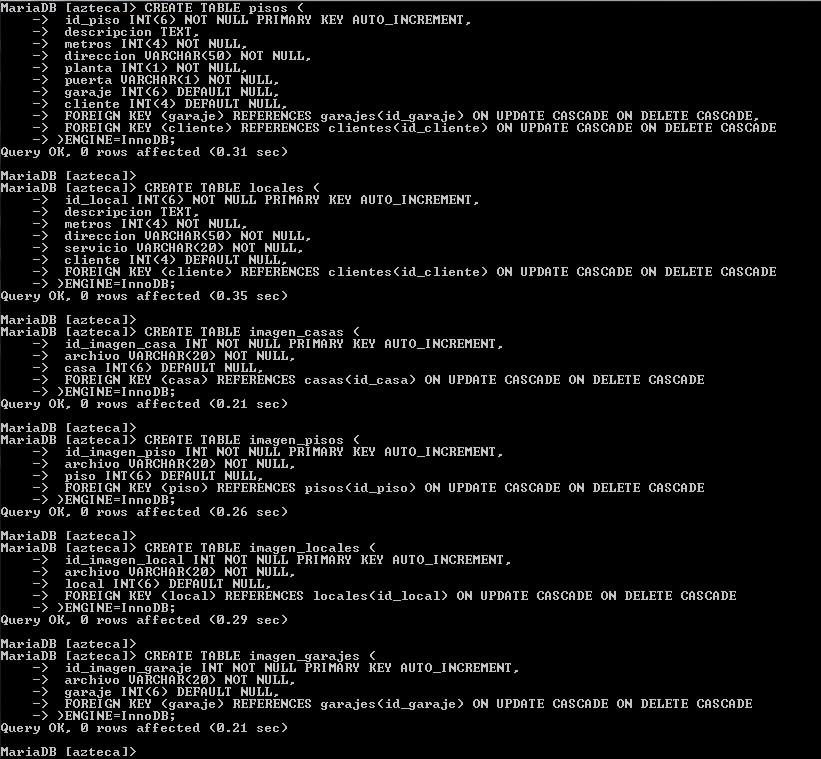 MariaDB [azteca]> CREATE TABLE pisos (
    ->  id_piso INT(6) NOT NULL PRIMARY KEY AUTO_INCREMENT,
    ->  descripcion TEXT,
    ->  metros INT(4) NOT NULL,
    ->  direccion VARCHAR(50) NOT NULL,
    ->  planta INT(1) NOT NULL,
    ->  puerta VARCHAR(1) NOT NULL,
    ->  garaje INT(6) DEFAULT NULL,
    ->  cliente INT(4) DEFAULT NULL,
    ->  FOREIGN KEY (garaje) REFERENCES garajes(id_garaje) ON UPDATE CASCADE ON DELETE CASCADE,
    ->  FOREIGN KEY (cliente) REFERENCES clientes(id_cliente) ON UPDATE CASCADE ON DELETE CASCADE
    -> )ENGINE=InnoDB;
Query OK, 0 rows affected (0.31 sec)

MariaDB [azteca]>
MariaDB [azteca]> CREATE TABLE locales (
    ->  id_local INT(6) NOT NULL PRIMARY KEY AUTO_INCREMENT,
    ->  descripcion TEXT,
    ->  metros INT(4) NOT NULL,
    ->  direccion VARCHAR(50) NOT NULL,
    ->  servicio VARCHAR(20) NOT NULL,
    ->  cliente INT(4) DEFAULT NULL,
    ->  FOREIGN KEY (cliente) REFERENCES clientes(id_cliente) ON UPDATE CASCADE ON DELETE CASCADE
    -> )ENGINE=InnoDB;
Query OK, 0 rows affected (0.35 sec)

MariaDB [azteca]>
MariaDB [azteca]> CREATE TABLE imagen_casas (
    ->  id_imagen_casa INT NOT NULL PRIMARY KEY AUTO_INCREMENT,
    ->  archivo VARCHAR(20) NOT NULL,
    ->  casa INT(6) DEFAULT NULL,
    ->  FOREIGN KEY (casa) REFERENCES casas(id_casa) ON UPDATE CASCADE ON DELETE CASCADE
    -> )ENGINE=InnoDB;
Query OK, 0 rows affected (0.21 sec)

MariaDB [azteca]>
MariaDB [azteca]> CREATE TABLE imagen_pisos (
    ->  id_imagen_piso INT NOT NULL PRIMARY KEY AUTO_INCREMENT,
    ->  archivo VARCHAR(20) NOT NULL,
    ->  piso INT(6) DEFAULT NULL,
    ->  FOREIGN KEY (piso) REFERENCES pisos(id_piso) ON UPDATE CASCADE ON DELETE CASCADE
    -> )ENGINE=InnoDB;
Query OK, 0 rows affected (0.26 sec)

MariaDB [azteca]>
MariaDB [azteca]> CREATE TABLE imagen_locales (
    ->  id_imagen_local INT NOT NULL PRIMARY KEY AUTO_INCREMENT,
    ->  archivo VARCHAR(20) NOT NULL,
    ->  local INT(6) DEFAULT NULL,
    ->  FOREIGN KEY (local) REFERENCES locales(id_local) ON UPDATE CASCADE ON DELETE CASCADE
    -> )ENGINE=InnoDB;
Query OK, 0 rows affected (0.29 sec)

MariaDB [azteca]>
MariaDB [azteca]> CREATE TABLE imagen_garajes (
    ->  id_imagen_garaje INT NOT NULL PRIMARY KEY AUTO_INCREMENT,
    ->  archivo VARCHAR(20) NOT NULL,
    ->  garaje INT(6) DEFAULT NULL,
    ->  FOREIGN KEY (garaje) REFERENCES garajes(id_garaje) ON UPDATE CASCADE ON DELETE CASCADE
    -> )ENGINE=InnoDB;
Query OK, 0 rows affected (0.21 sec)

MariaDB [azteca]>